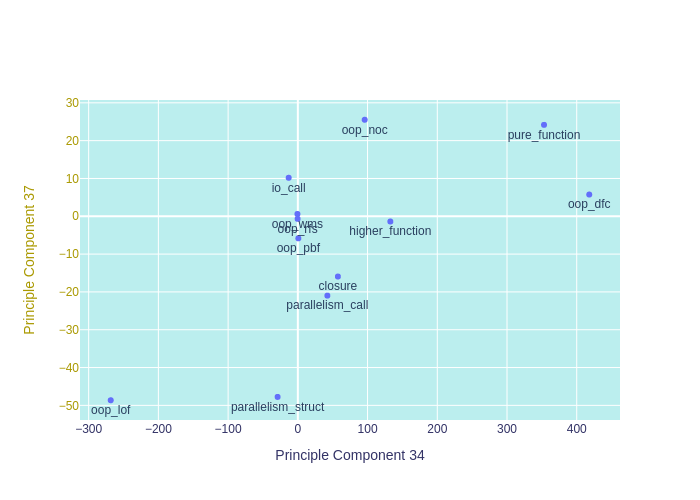 30
oop_noc
pure_function
20
10
io_call
oop_dfc
0
oop_wms
higher_function
oop_pbf
−10
closure
−20
parallelism_call
−30
−40
−50
oop_lof
parallelism_struct
−300
−200
−100
0
100
200
300
400
Principle Component 34
Principle Component 37